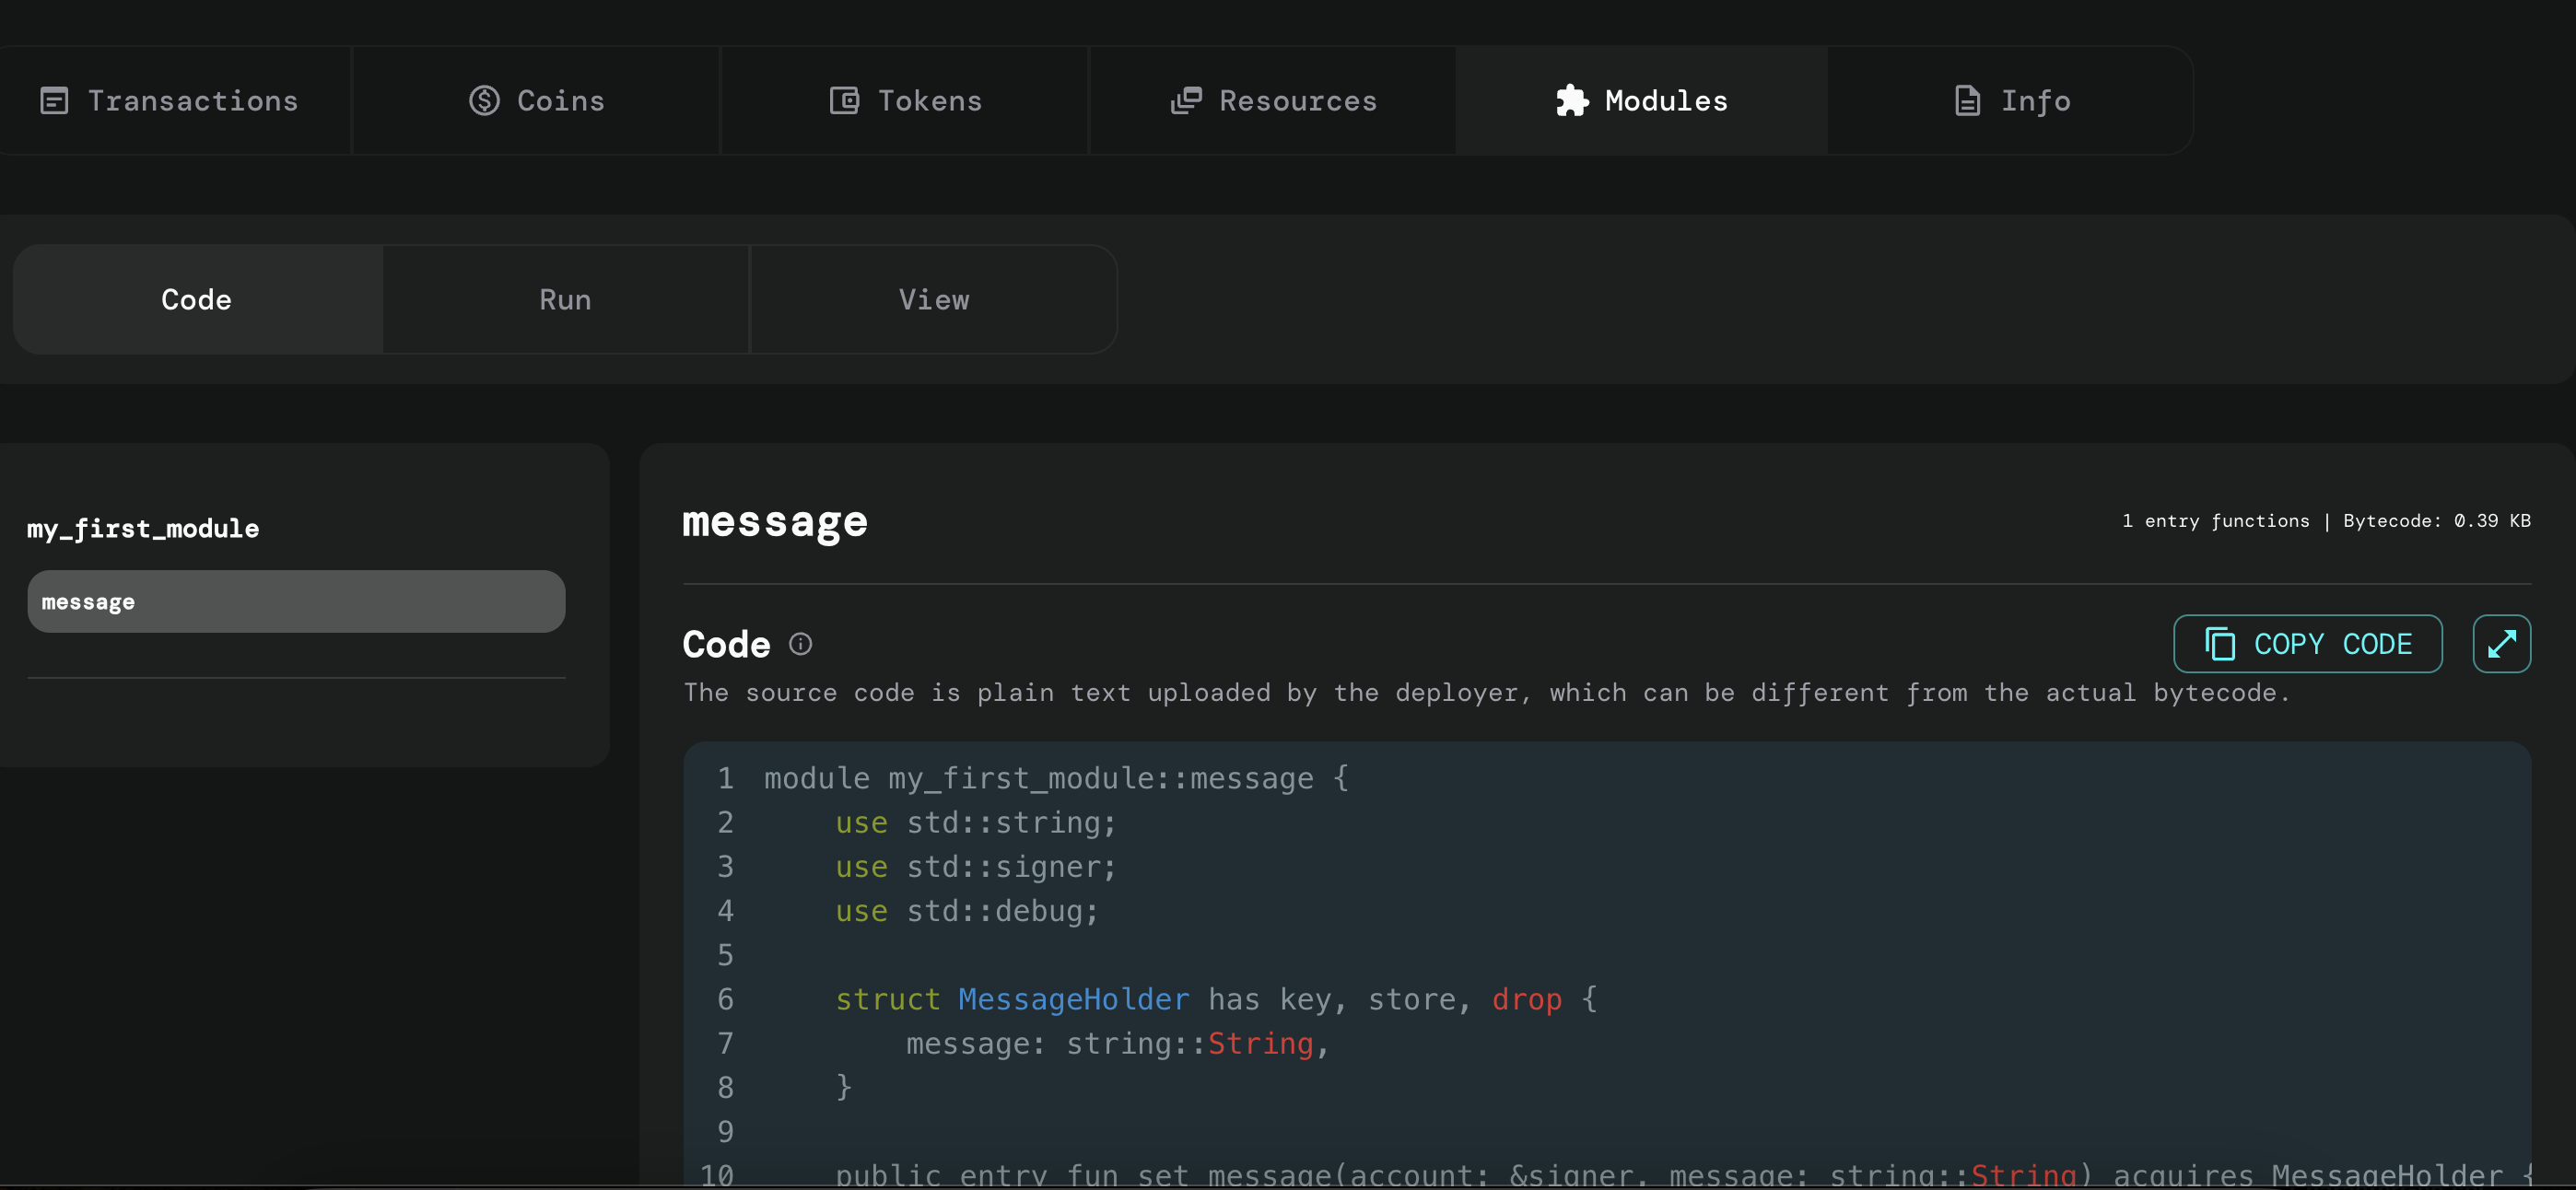 Transactions
Coins
Tokens
Resources
Modules
Info
Code
Run
View
my_first_module
message
message
1 entry functions | Bytecode: 0.39 KB
Code
COPY CODE
The source code is plain text uploaded by the deployer, which can be different from the actual bytecode.
1 module my_first_module::message {
2     use std::string;
3     use std::signer;
4     use std::debug;
5
6     struct MessageHolder has key, store, drop {
7         message: string::String,
8     }
9
10     public entry fun set_message(account: &signer, message: string::String) acquires MessageHolder {